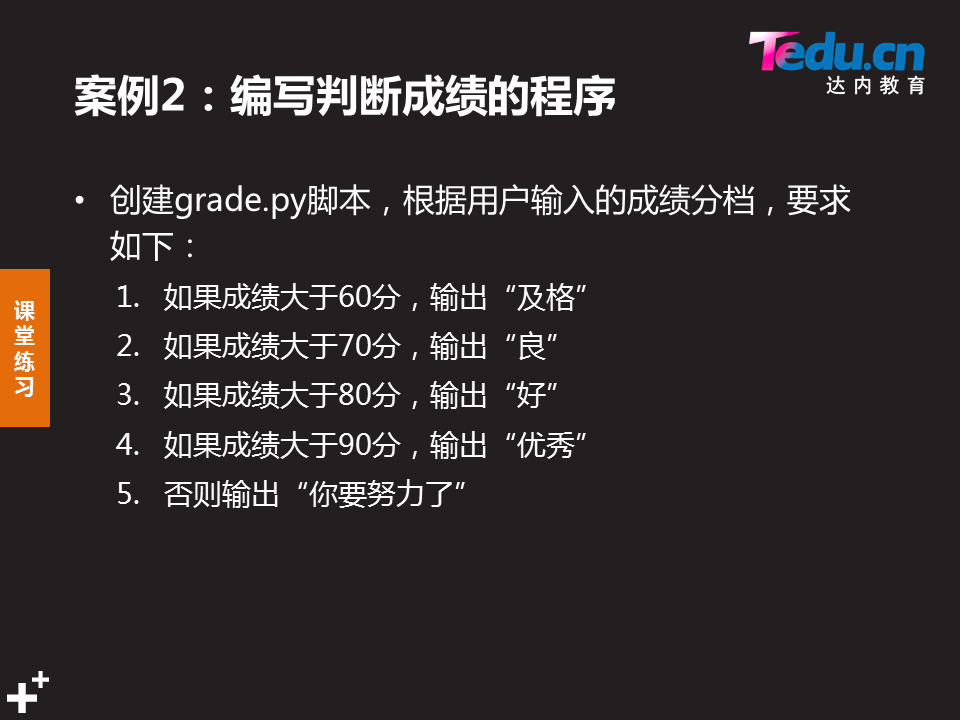 Tedu.cn
达内教育
案例2：编写判断成绩的程序
• 创建grade.py脚本，根据用户输入的成绩分档，要求
如下：
1. 如果成绩大于60分，输出“及格”
2. 如果成绩大于70分，输出“良”
3. 如果成绩大于80分，输出“好”
4. 如果成绩大于90分，输出“优秀”
5. 否则输出“你要努力了”
课
堂
练
习